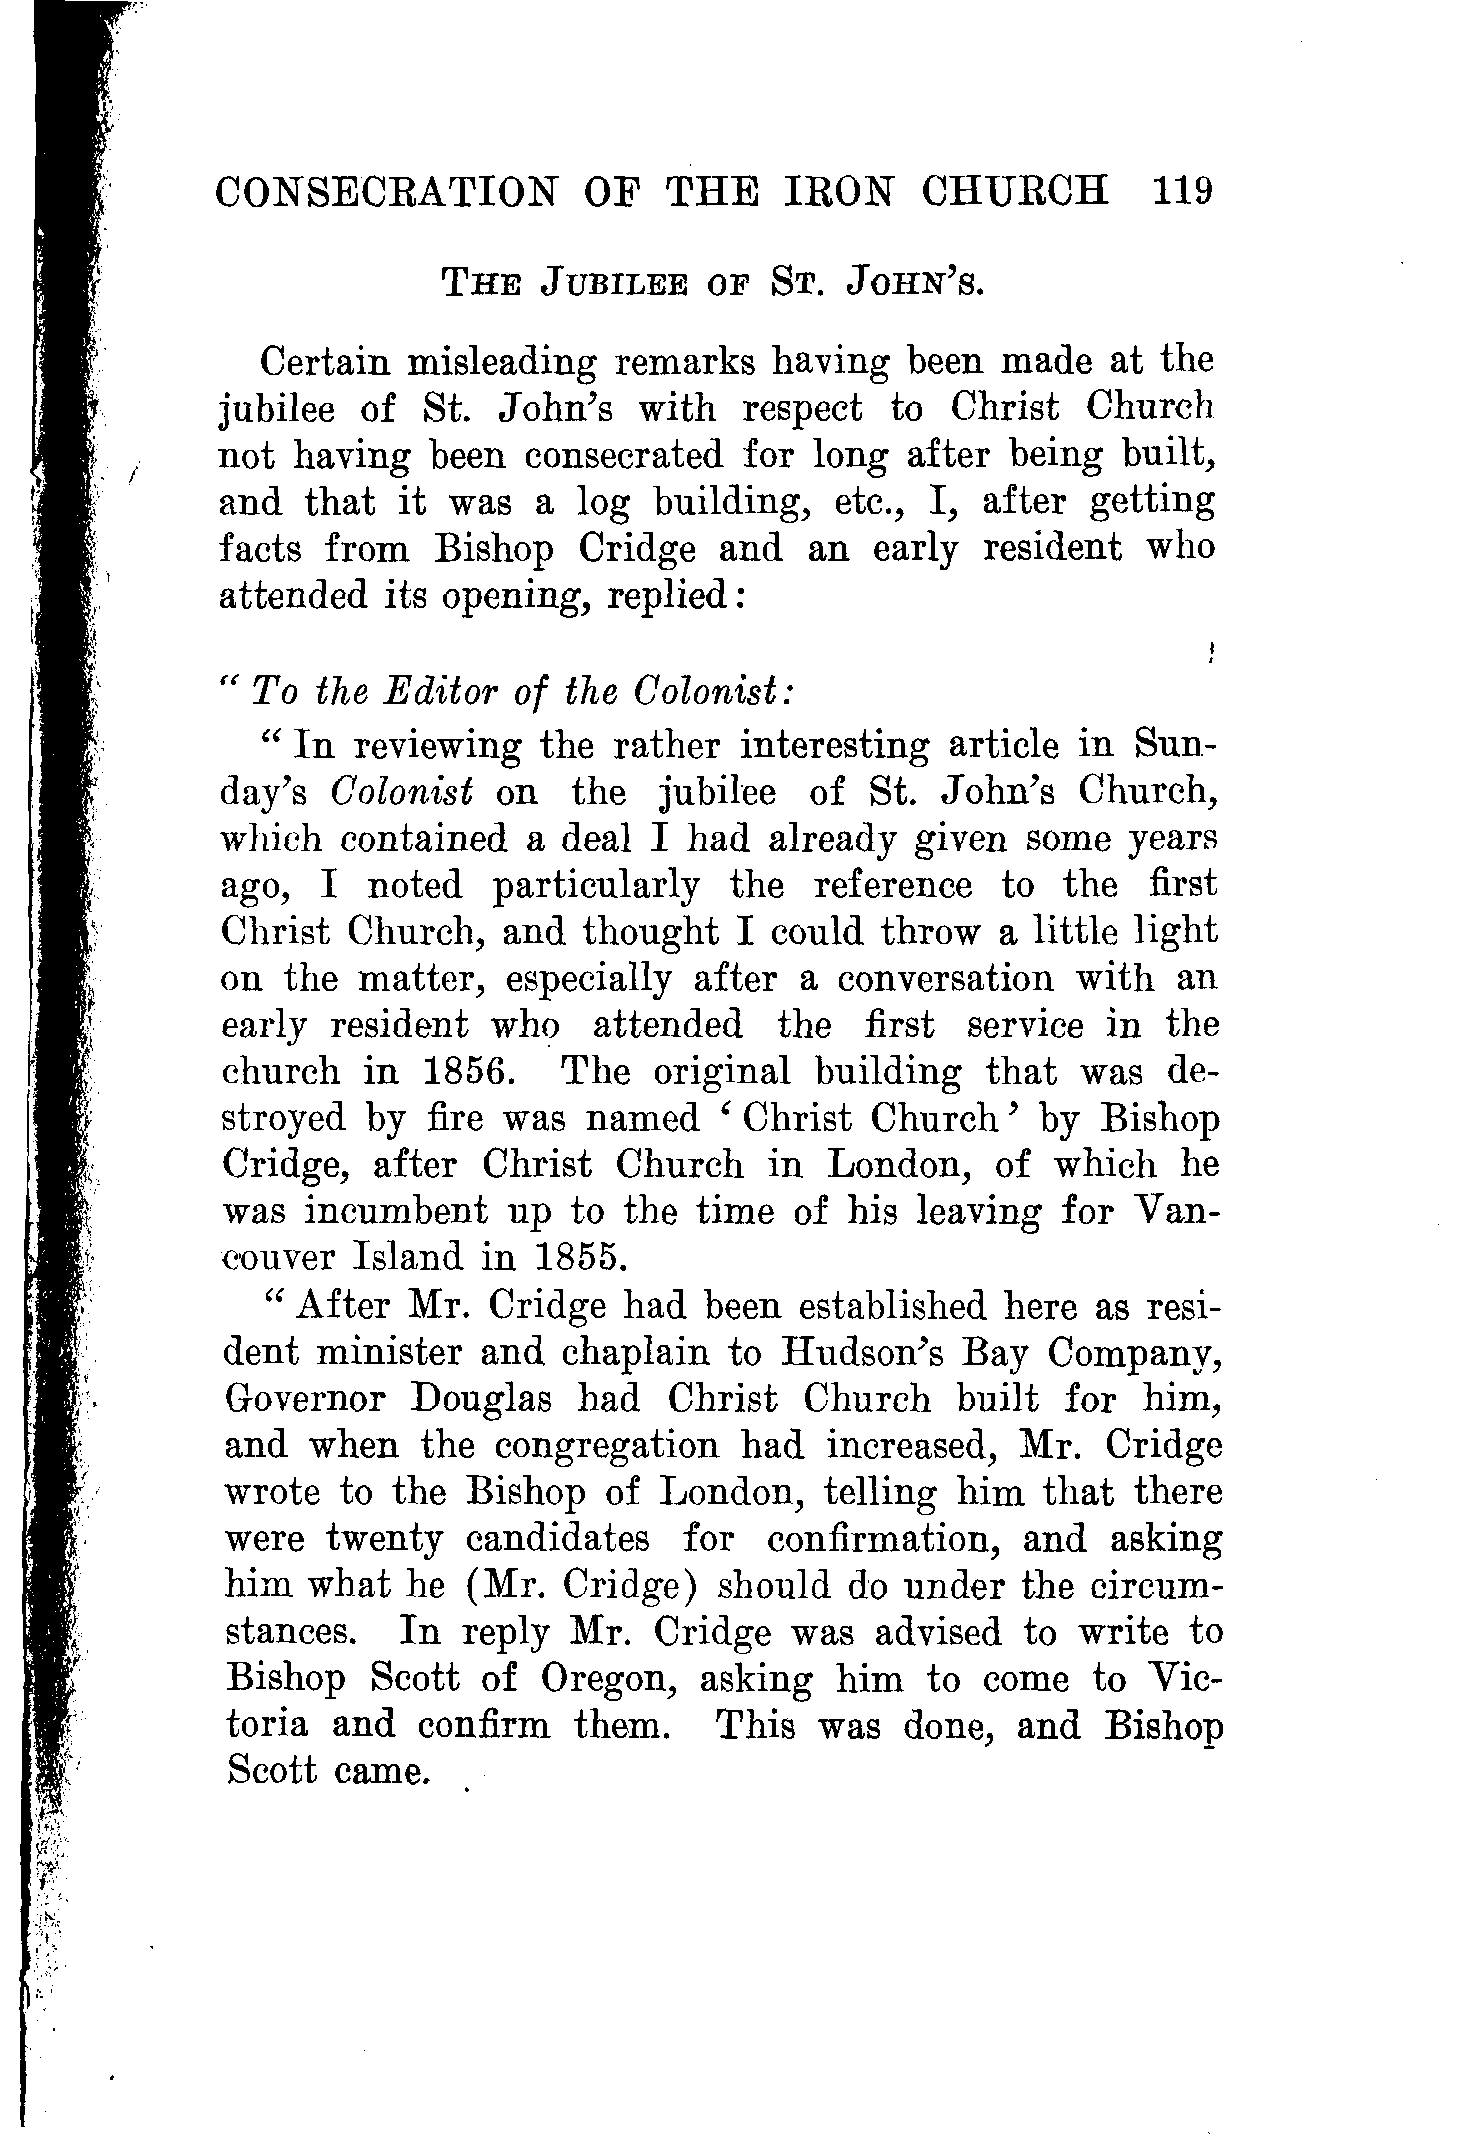 CONSECRATION OF THE IRON CHURCH 119
THE JUBILEE OF ST. JOHN'S.
Certain misleading remarks having been made at the
jubilee of St. John's with respect to Christ Church
not having been consecrated for long after being built,
and that it was a log building, etc., I, after getting
facts from Bishop Cridge and an early resident who
attended its opening, replied:
"To the Editor of the Colonist:
"In reviewing the rather interesting article in Sun-
day's Colonist on the jubilee of St. John's Church,
which contained a deal I had already given some years
ago, I noted particularly the reference to the first
Christ Church, and thought I could throw a little light
on the matter, especially after a conversation with an
early resident who attended the first service in the
church in 1856. The original building that was de-
stroyed by fire was named 'Christ Church' by Bishop
Cridge, after Christ Church in London, of which he
was incumbent up to the time of his leaving for Van-
couver Island in 1855.
"After Mr. Cridge had been established here as resi-
dent minister and chaplain to Hudson's Bay Company,
Governor Douglas had Christ Church built for him,
and when the congregation had increased, Mr. Cridge
wrote to the Bishop of London, telling him that there
were twenty candidates for confirmation, and asking
him what he (Mr. Cridge) should do under the circum-
stances. In reply Mr. Cridge was advised to write to
Bishop Scott of Oregon, asking him to come to Vic-
toria and confirm them. This was done, and Bishop
Scott came.